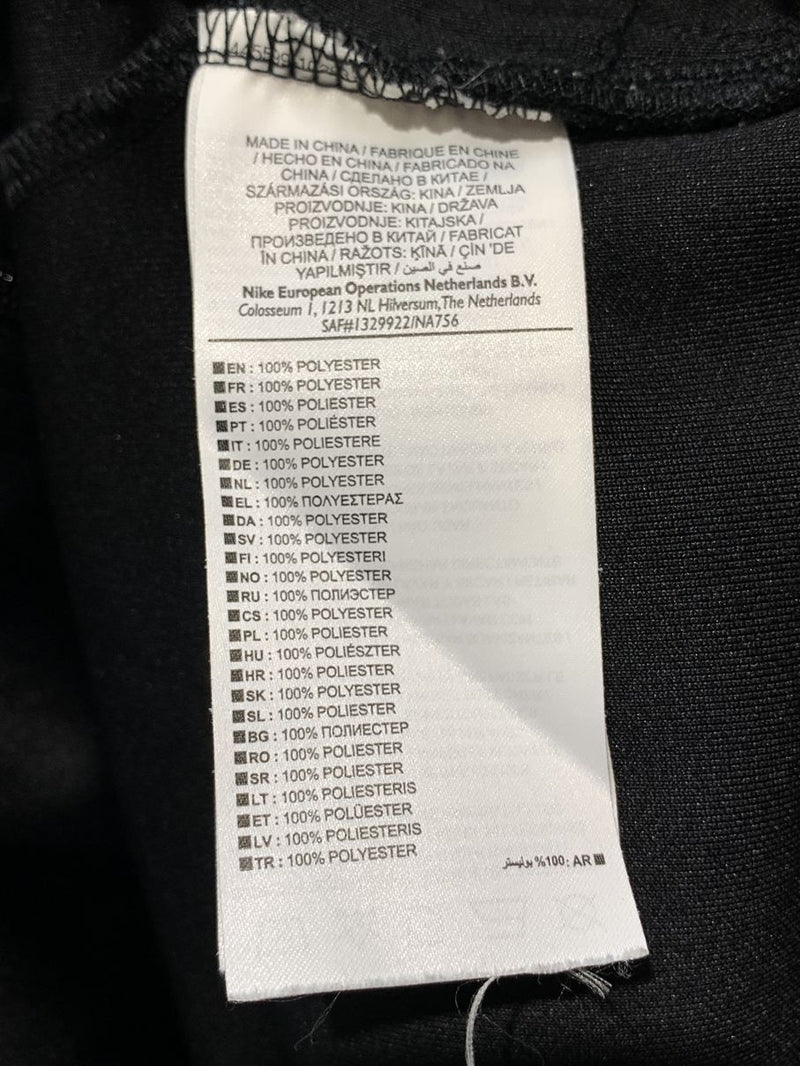 MADE IN CHINA / FABRIQUE EN CHINE
/ HECHO EN CHINA / FABRICADO NA
CHINA / СДЕЛАНО В КИТАЕ /
SZÁRMAZÁSI ORSZÁG: KINA / ZEMLJA
PROIZVODNJE: KINA / DRŽAVA
PROIZVODNJE: KITAJSKA /
ПРОИЗВЕДЕНО В КИТАЙ / FABRICAT
ÎN CHINA / RAŽOTS: ĶĪNĀ / ÇİN 'DE
YAPILMIŞTIR / صنع في الصين
Nike European Operations Netherlands B.V.
Colosseum 1, 1213 NL Hilversum, The Netherlands
SAF#1329922/NA756
EN : 100% POLYESTER
FR : 100% POLYESTER
ES : 100% POLIESTER
PT : 100% POLIÉSTER
IT : 100% POLIESTERE
DE : 100% POLYESTER
NL : 100% POLYESTER
EL : 100% ΠΟΛΥΕΣΤΕΡΑΣ
DA : 100% POLYESTER
SV : 100% POLYESTER
FI : 100% POLYESTERI
NO : 100% POLYESTER
RU : 100% ПОЛИЭСТЕР
CS : 100% POLYESTER
PL : 100% POLIESTER
HU : 100% POLIÉSZTER
HR : 100% POLIESTER
SK : 100% POLYESTER
SL : 100% POLIESTER
BG : 100% ПОЛИЕСТЕР
RO : 100% POLIESTER
SR : 100% POLIESTER
LT : 100% POLIESTERIS
ET : 100% POLÜESTER
LV : 100% POLIESTERIS
TR : 100% POLYESTER
AR :100% بوليستر